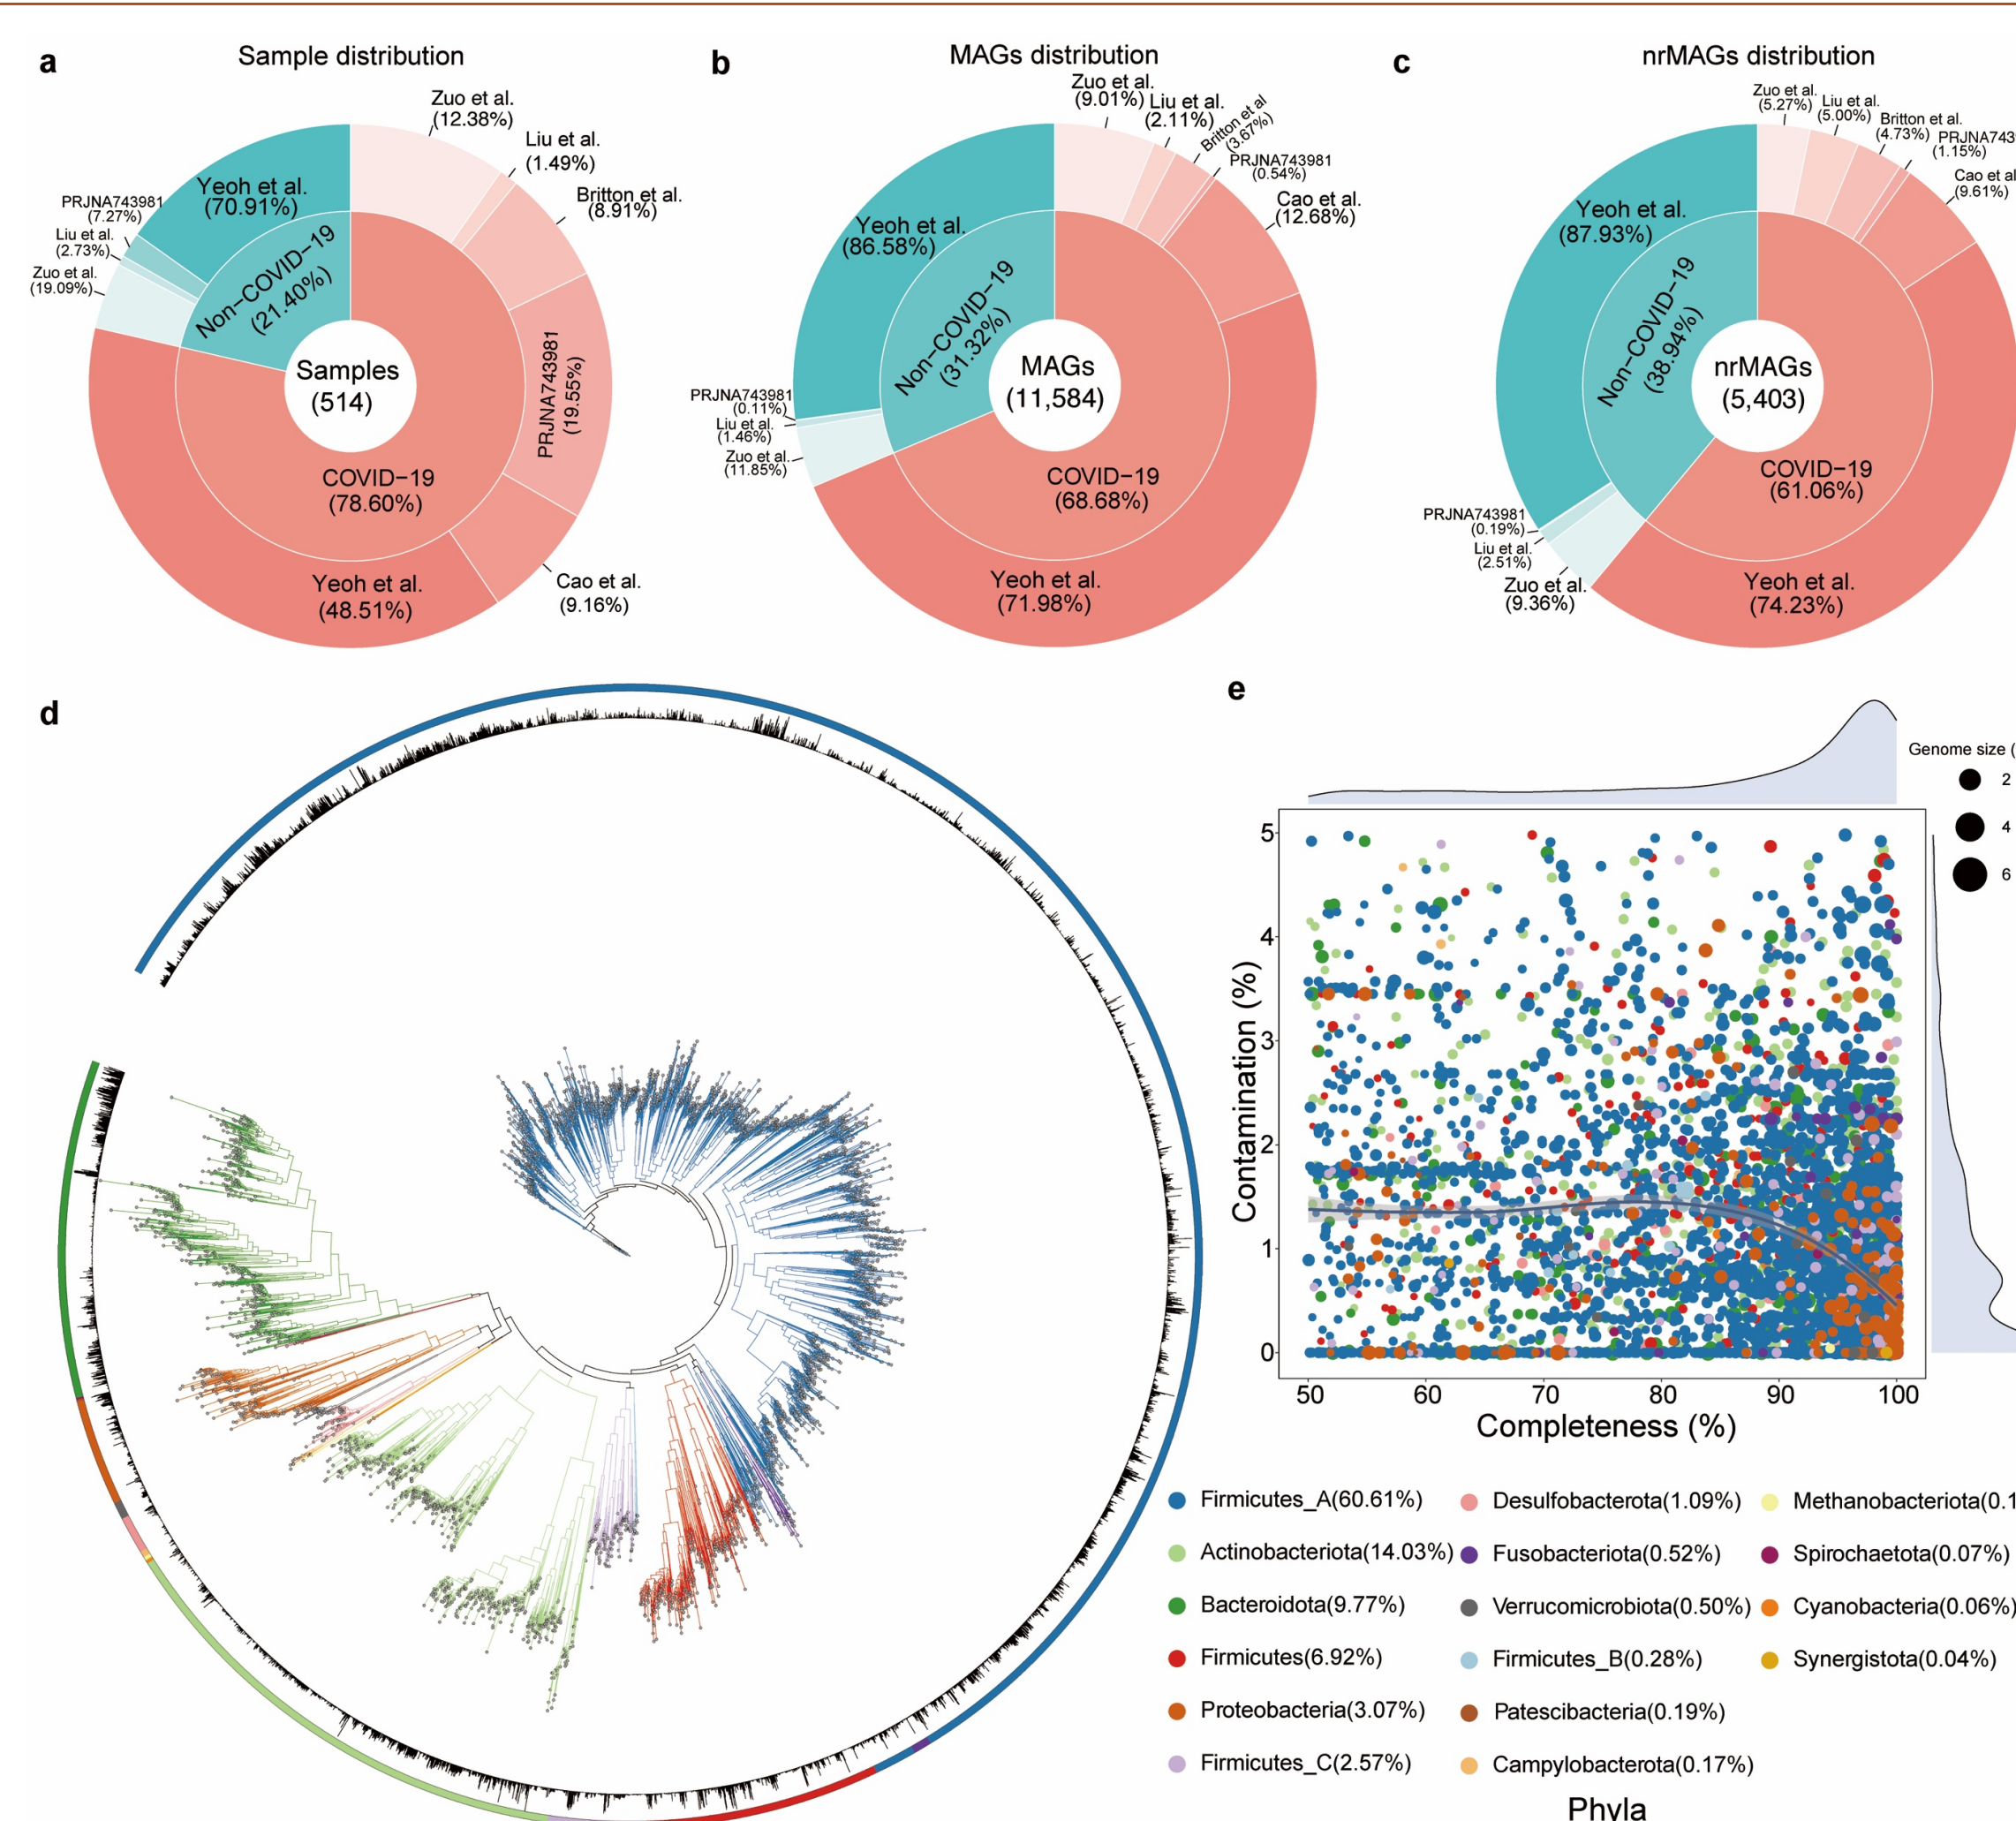 a
Sample distribution
Zuo et al.
(12.38%)
Liu et al.
(1.49%)
Britton et al.
(8.91%)
PRJNA743981
(19.55%)
Cao et al.
(9.16%)
Yeoh et al.
(48.51%)
COVID−19
(78.60%)
Samples
(514)
Non−COVID−19
(21.40%)
Yeoh et al.
(70.91%)
PRJNA743981
(7.27%)
Liu et al.
(2.73%)
Zuo et al.
(19.09%)
b
MAGs distribution
Zuo et al.
(9.01%)
Liu et al.
(2.11%)
Britton et al
(3.67%)
PRJNA743981
(0.54%)
Cao et al.
(12.68%)
Yeoh et al.
(71.98%)
COVID−19
(68.68%)
MAGs
(11,584)
Non−COVID−19
(31.32%)
Yeoh et al.
(86.58%)
PRJNA743981
(0.11%)
Liu et al.
(1.46%)
Zuo et al.
(11.85%)
c
nrMAGs distribution
Zuo et al.
(5.27%)
Liu et al.
(5.00%)
Britton et al.
(4.73%)
PRJNA743
(1.15%)
Cao et al
(9.61%)
Yeoh et al.
(74.23%)
COVID−19
(61.06%)
nrMAGs
(5,403)
Non−COVID−19
(38.94%)
Yeoh et al.
(87.93%)
PRJNA743981
(0.19%)
Liu et al.
(2.51%)
Zuo et al.
(9.36%)
d
e
Genome size (
2
4
6
Contamination (%)
5
4
3
2
1
0
50 60 70 80 90 100
Completeness (%)
Firmicutes_A(60.61%) Desulfobacterota(1.09%) Methanobacteriota(0.1
Actinobacteriota(14.03%) Fusobacteriota(0.52%) Spirochaetota(0.07%)
Bacteroidota(9.77%) Verrucomicrobiota(0.50%) Cyanobacteria(0.06%)
Firmicutes(6.92%) Firmicutes_B(0.28%) Synergistota(0.04%)
Proteobacteria(3.07%) Patescibacteria(0.19%)
Firmicutes_C(2.57%) Campylobacterota(0.17%)
Phyla